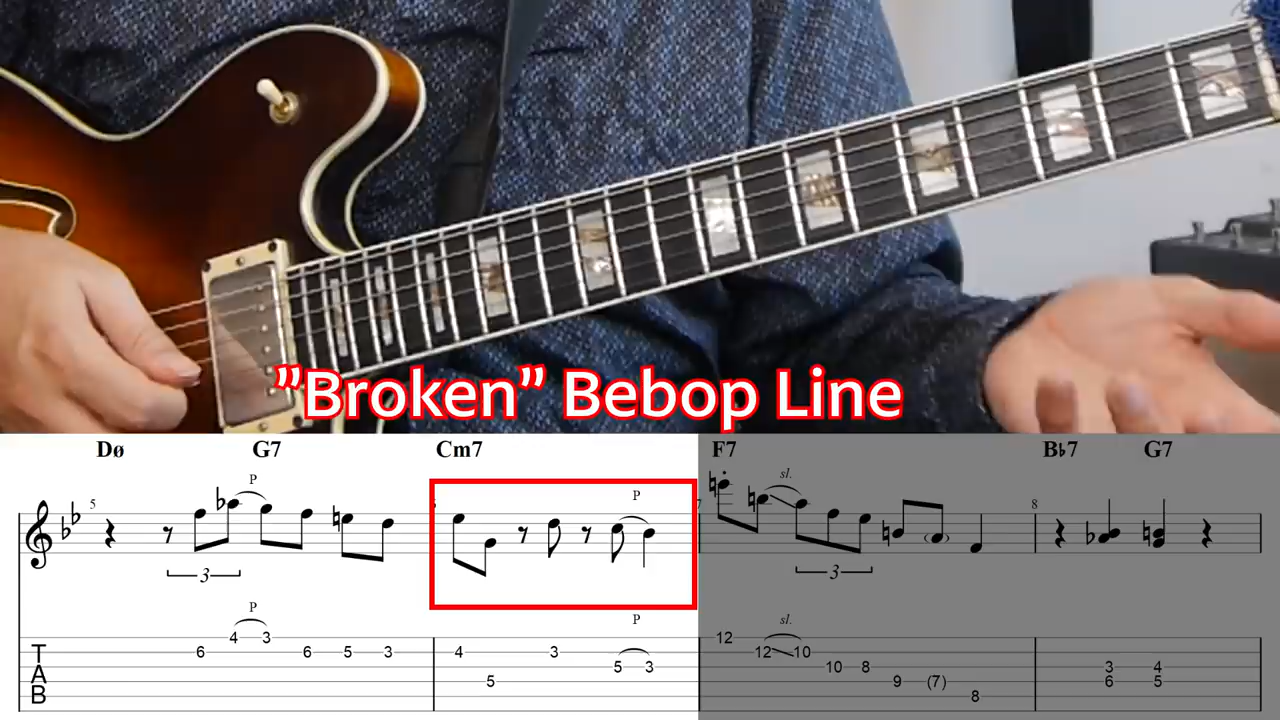 "Broken" Bebop Line
Dø G7 Cm7 F7 B♭7 G7
5 P P 7 sl. 8
3 3
P P sl.
4 3 12
6 6 5 3 4 3 12 10
5 3 10 8 3 4
5 9 (7) 6 5
8
T
A
B